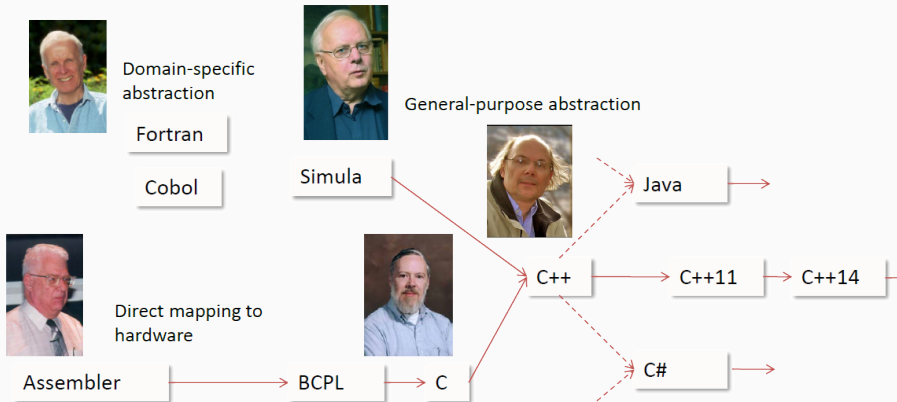 Domain-specific
abstraction
General-purpose abstraction
Fortran
Cobol
Simula
Java
C++
C++11
C++14
Direct mapping to
hardware
Assembler
BCPL
C
C#